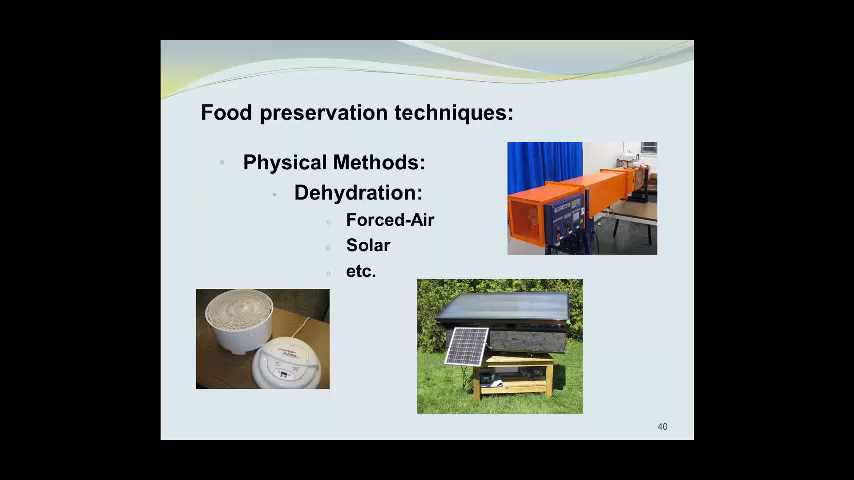 Food preservation techniques:
• Physical Methods:
• Dehydration:
» Forced-Air
» Solar
» etc.
40